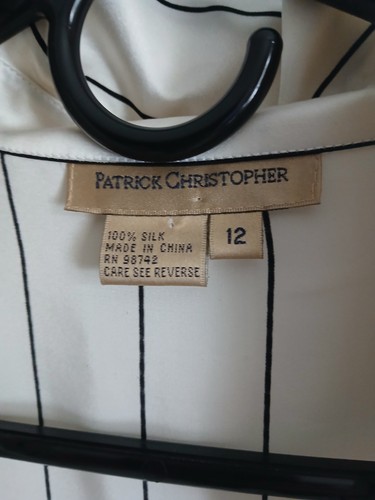 PATRICK CHRISTOPHER
100% SILK
MADE IN CHINA
RN 98742
CARE SEE REVERSE
12